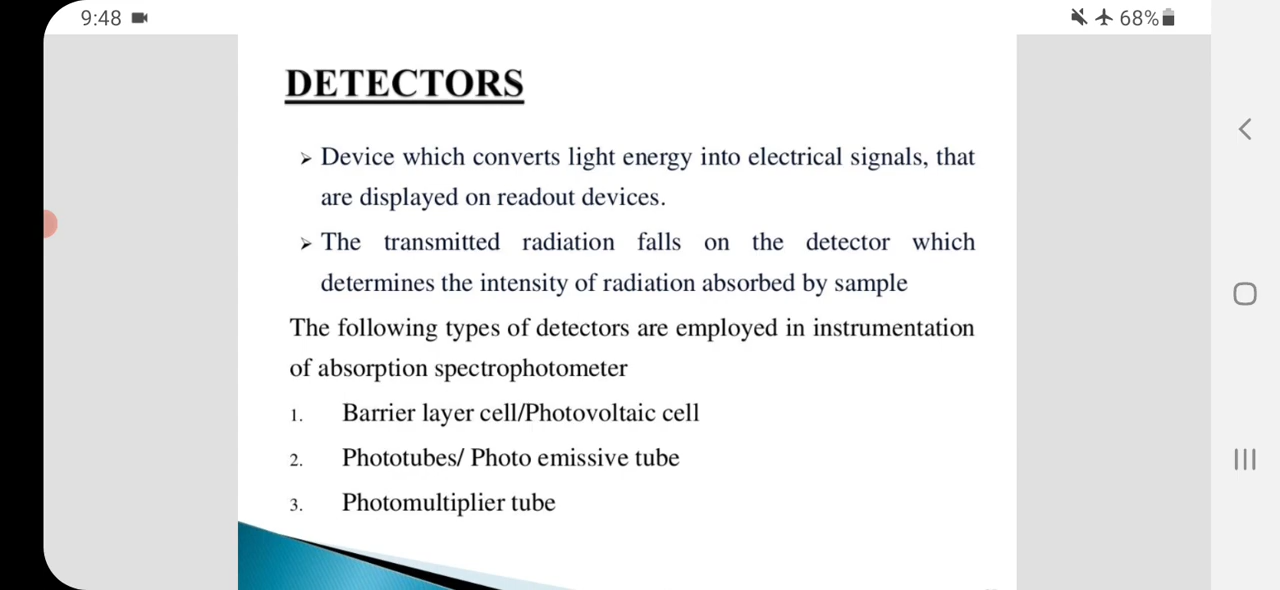 9:48
68%
DETECTORS
➢ Device which converts light energy into electrical signals, that
are displayed on readout devices.
➢ The transmitted radiation falls on the detector which
determines the intensity of radiation absorbed by sample
The following types of detectors are employed in instrumentation
of absorption spectrophotometer
1. Barrier layer cell/Photovoltaic cell
2. Phototubes/ Photo emissive tube
3. Photomultiplier tube